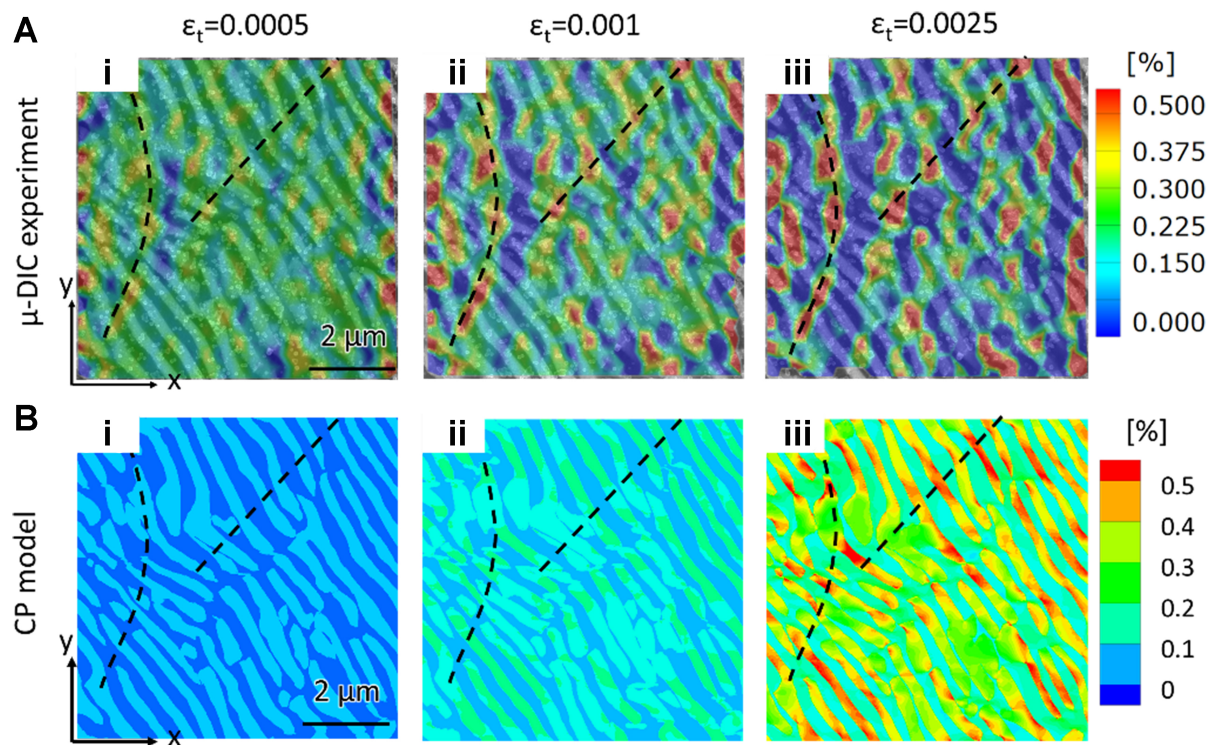 A
εt=0.0005
εt=0.001
εt=0.0025
i
ii
iii
[%]
0.500
0.375
0.300
0.225
0.150
0.000
μ-DIC experiment
y
x
2 μm
B
i
ii
iii
[%]
0.5
0.4
0.3
0.2
0.1
0
CP model
y
x
2 μm